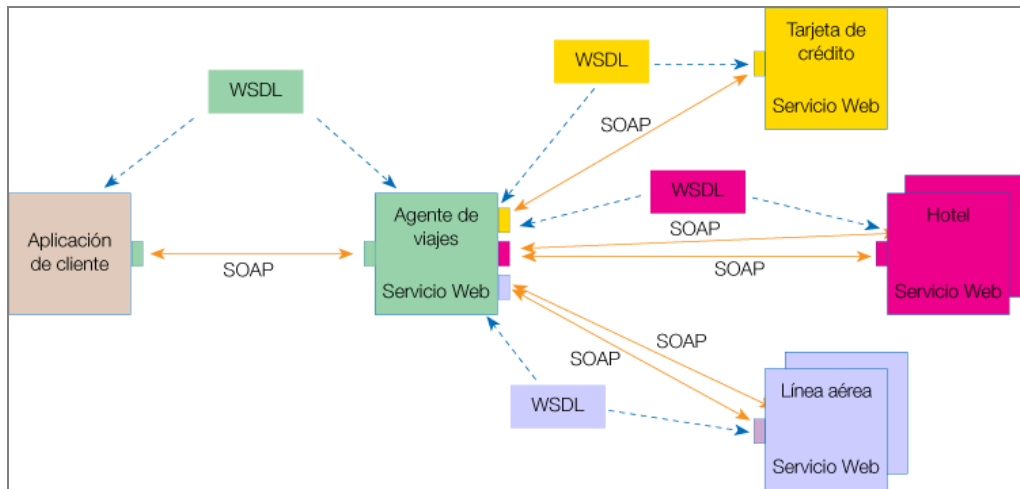 Tarjeta de
crédito
Servicio Web
WSDL
WSDL
SOAP
WSDL
Aplicación
de cliente
SOAP
Agente de
viajes
Servicio Web
Hotel
Servicio Web
SOAP
SOAP
SOAP
SOAP
WSDL
Línea aérea
Servicio Web